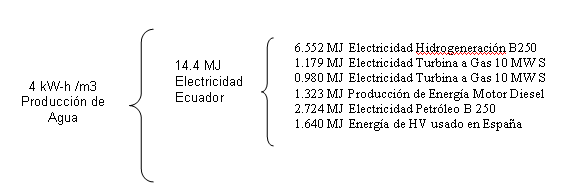 4 kW-h /m3
Producción de
Agua
14.4 MJ
Electricidad
Ecuador
6.552 MJ Electricidad Hidrogeneración B250
1.179 MJ Electricidad Turbina a Gas 10 MW S
0.980 MJ Electricidad Turbina a Gas 10 MW S
1.323 MJ Producción de Energía Motor Diesel
2.724 MJ Electricidad Petróleo B 250
1.640 MJ Energía de HV usado en España